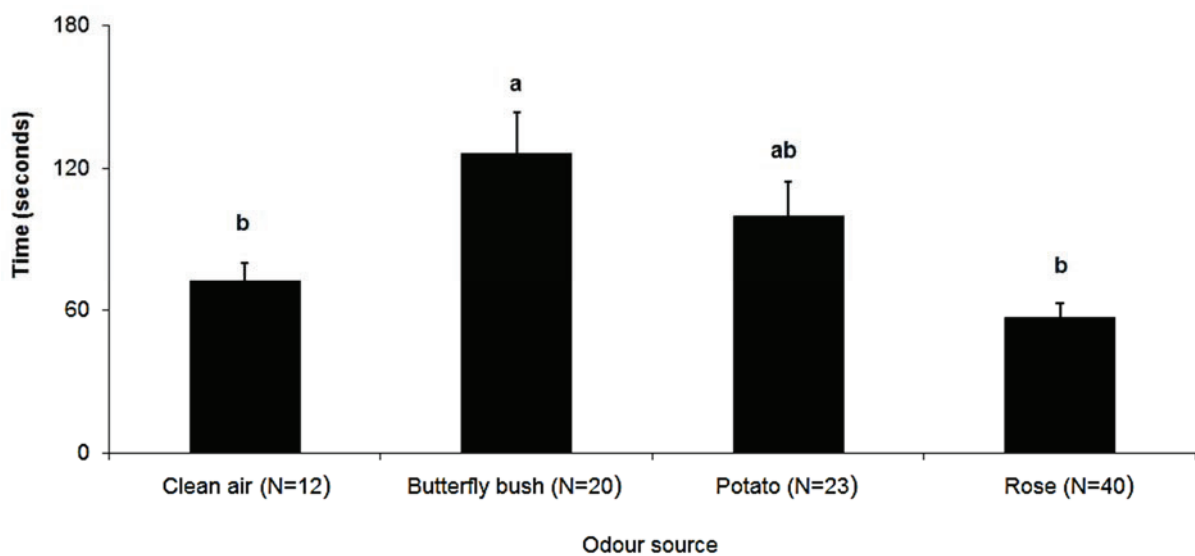 180
120
60
0
Time (seconds)
b
a
ab
b
Clean air (N=12)
Butterfly bush (N=20)
Potato (N=23)
Rose (N=40)
Odour source